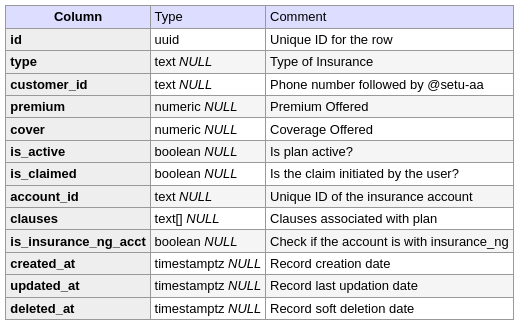 Column Type Comment
id uuid Unique ID for the row
type text NULL Type of Insurance
customer_id text NULL Phone number followed by @setu-aa
premium numeric NULL Premium Offered
cover numeric NULL Coverage Offered
is_active boolean NULL Is plan active?
is_claimed boolean NULL Is the claim initiated by the user?
account_id text NULL Unique ID of the insurance account
clauses text[] NULL Clauses associated with plan
is_insurance_ng_acct boolean NULL Check if the account is with insurance_ng
created_at timestamptz NULL Record creation date
updated_at timestamptz NULL Record last updation date
deleted_at timestamptz NULL Record soft deletion date